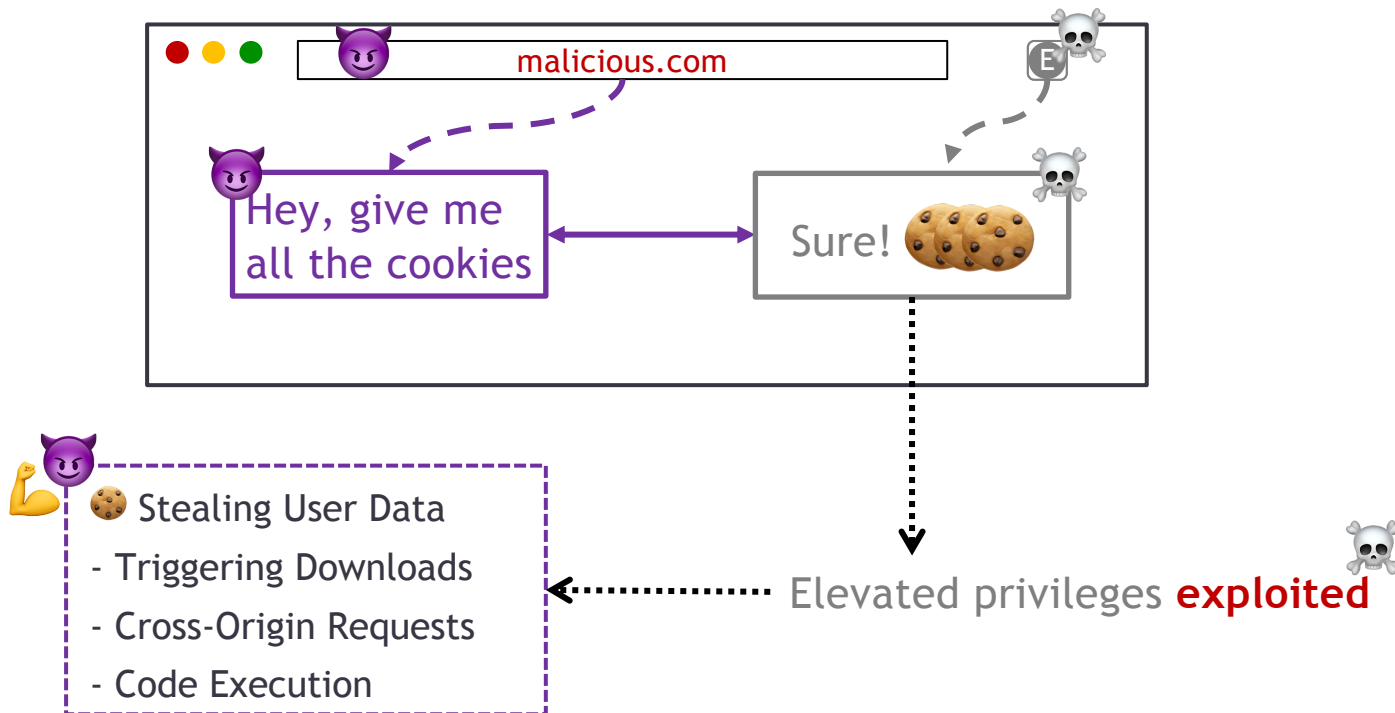 malicious.com
E
Hey, give me
all the cookies
Sure!
Stealing User Data
- Triggering Downloads
- Cross-Origin Requests
- Code Execution
Elevated privileges exploited